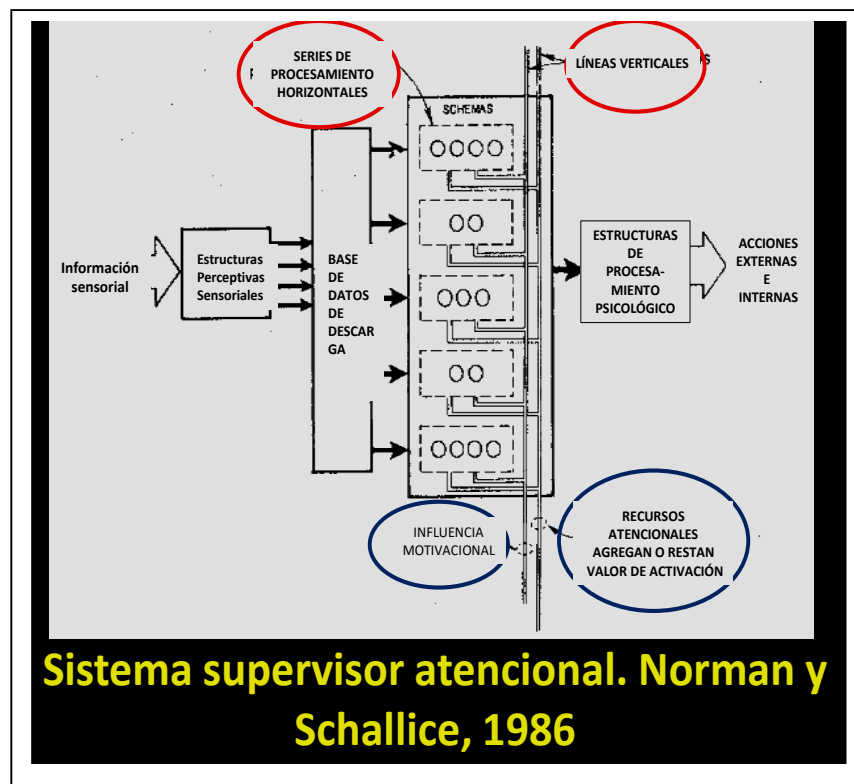 SERIES DE
PROCESAMIENTO
HORIZONTALES
LÍNEAS VERTICALES
SCHEMAS
Información
sensorial
Estructuras
Perceptivas
Sensoriales
BASE
DE
DATOS
DE
DESCAR
GA
ESTRUCTURAS
DE
PROCESA-
MIENTO
PSICOLÓGICO
ACCIONES
EXTERNAS
E
INTERNAS
INFLUENCIA
MOTIVACIONAL
RECURSOS
ATENCIONALES
AGREGAN O RESTAN
VALOR DE ACTIVACIÓN
Sistema supervisor atencional. Norman y
Schallice, 1986